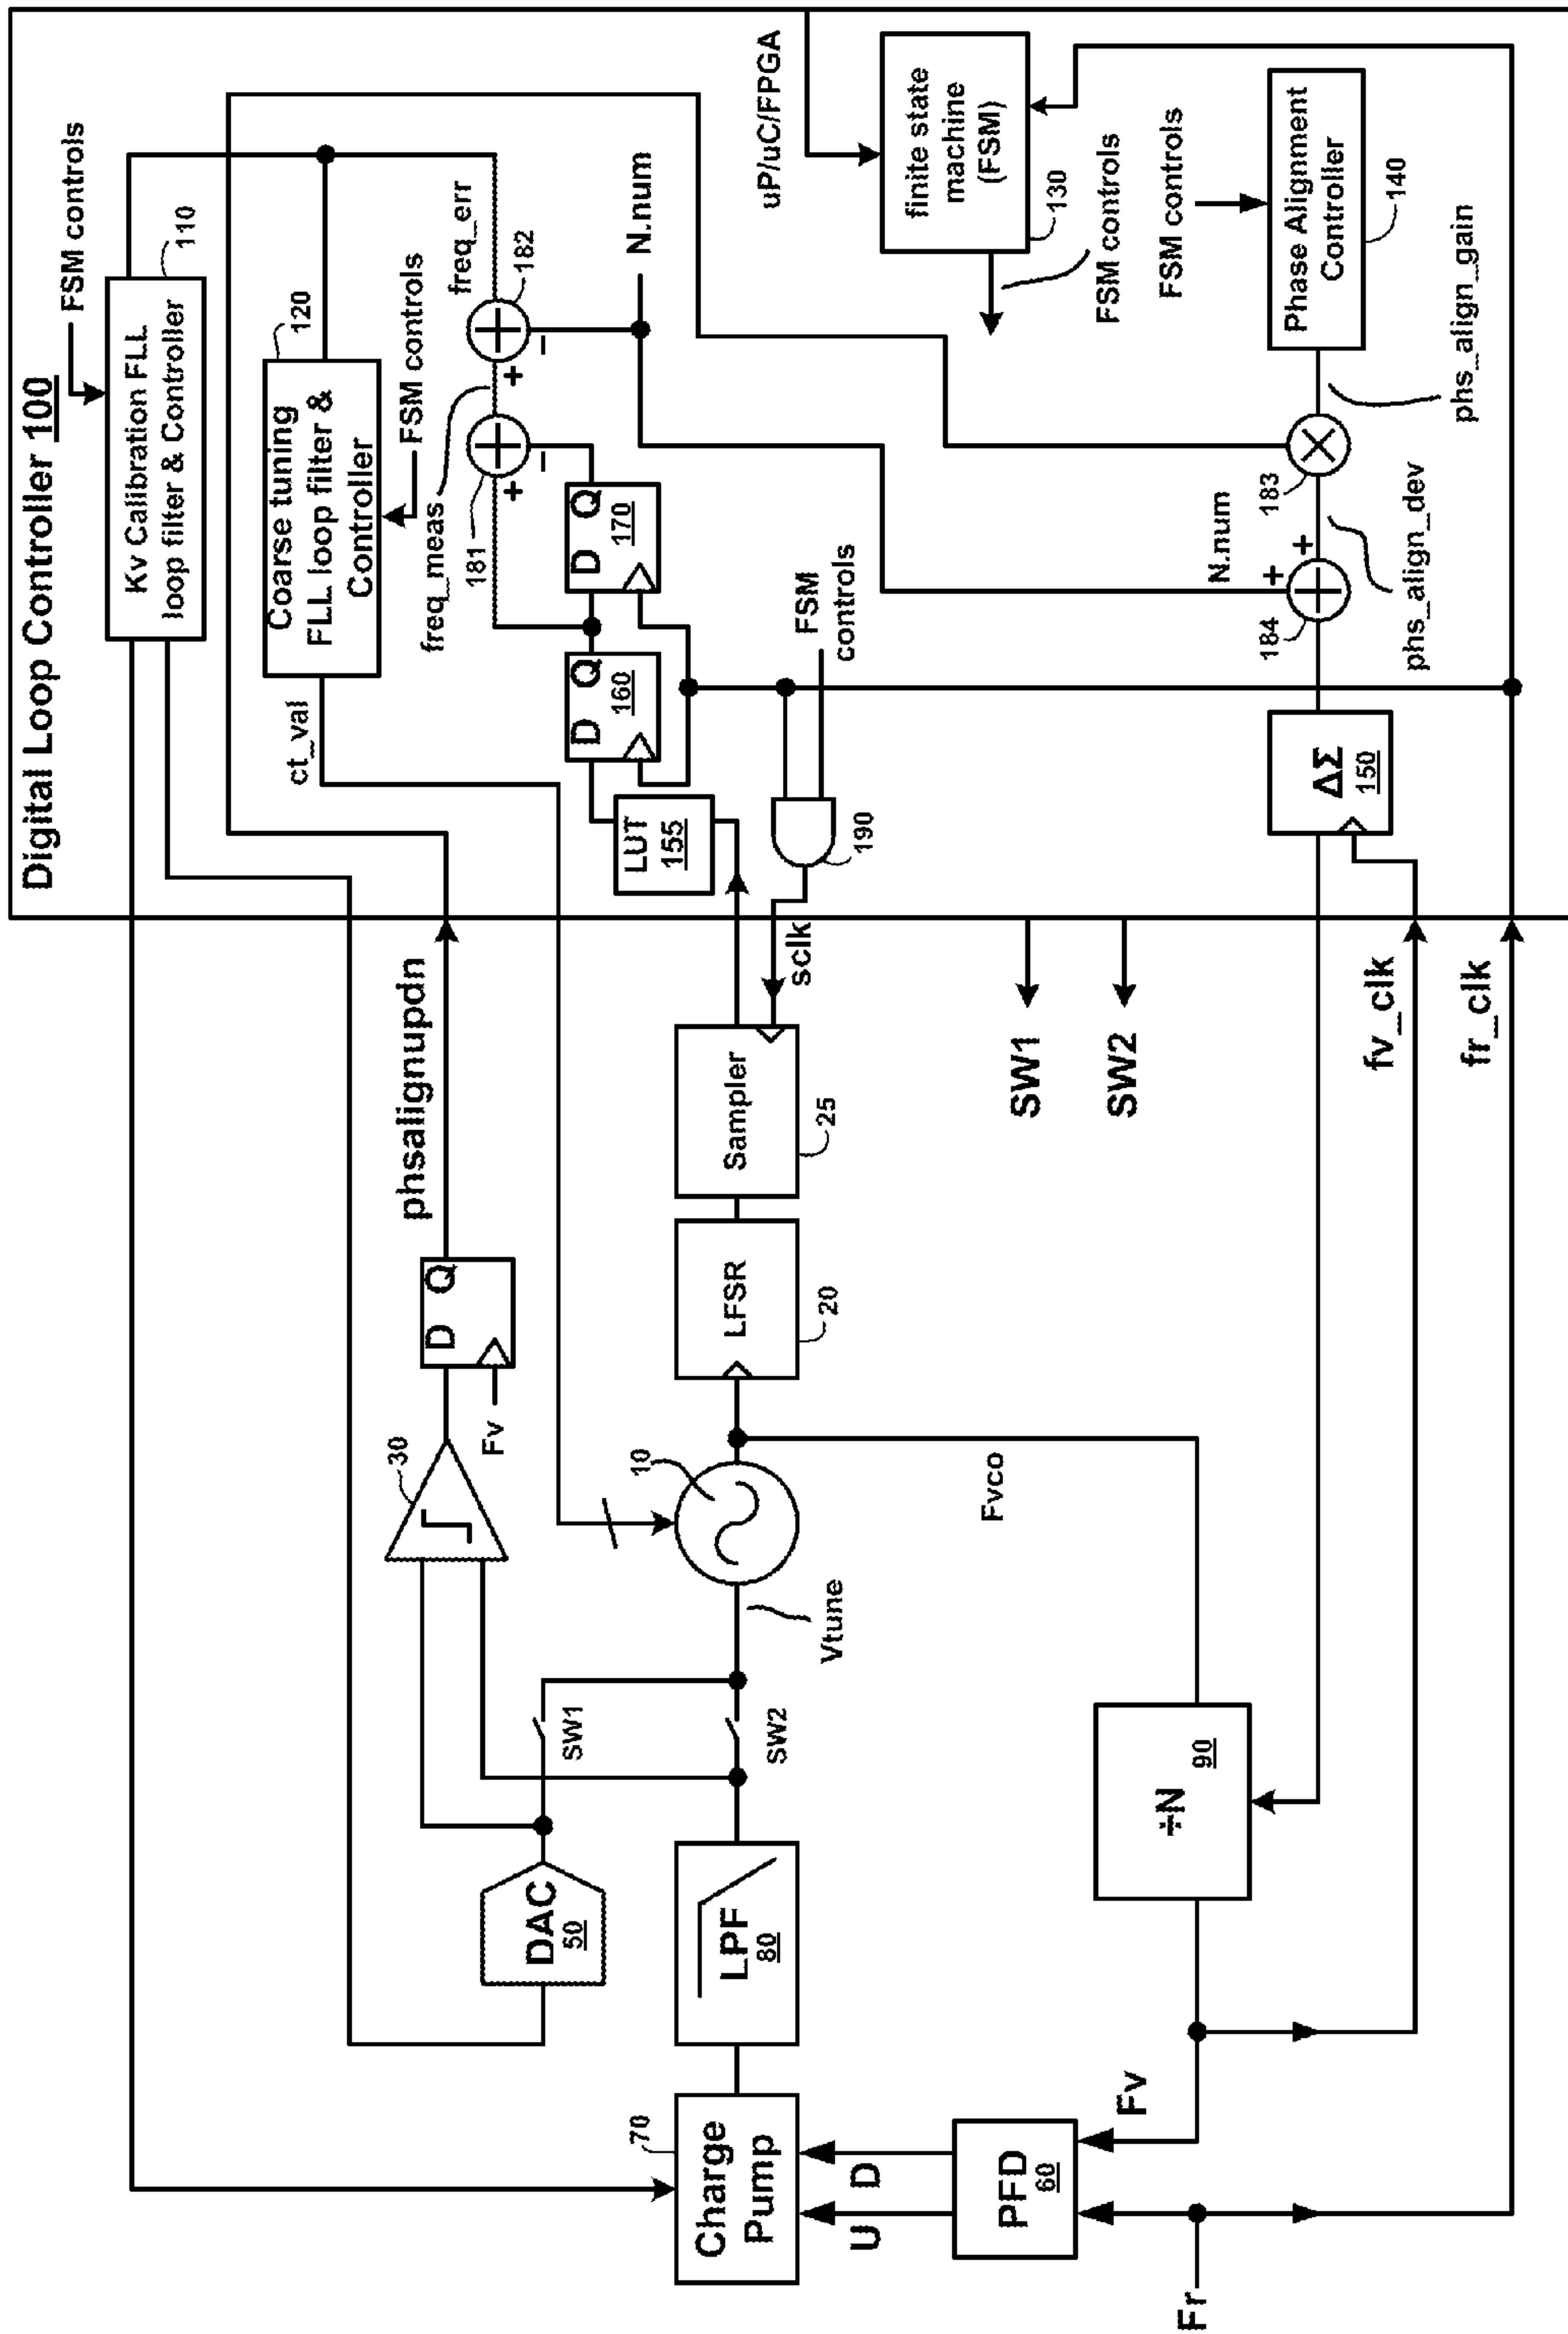 Digital Loop Controller 100
FSM controls
Kv Calibration FLL
loop filter & Controller
110
Coarse tuning
FLL loop filter &
Controller
120
ct_val
FSM controls
freq_err
182
freq_meas
181
+
−
+
−
N.num
D Q
160
D Q
170
LUT
155
FSM
controls
190
sclk
uP/uC/FPGA
finite state
machine
(FSM)
130
FSM controls
FSM controls
Phase Alignment
Controller
140
phs_align_gain
183
phs_align_dev
N.num
+
+
184
ΔΣ
150
phsalignupdn
D Q
Fv
30
10
LFSR
20
Sampler
25
SW1
SW2
fv_clk
fr_clk
Fvco
Vtune
SW1
SW2
DAC
50
LPF
80
Charge
Pump
70
U
D
PFD
60
Fr
Fv
÷N
90